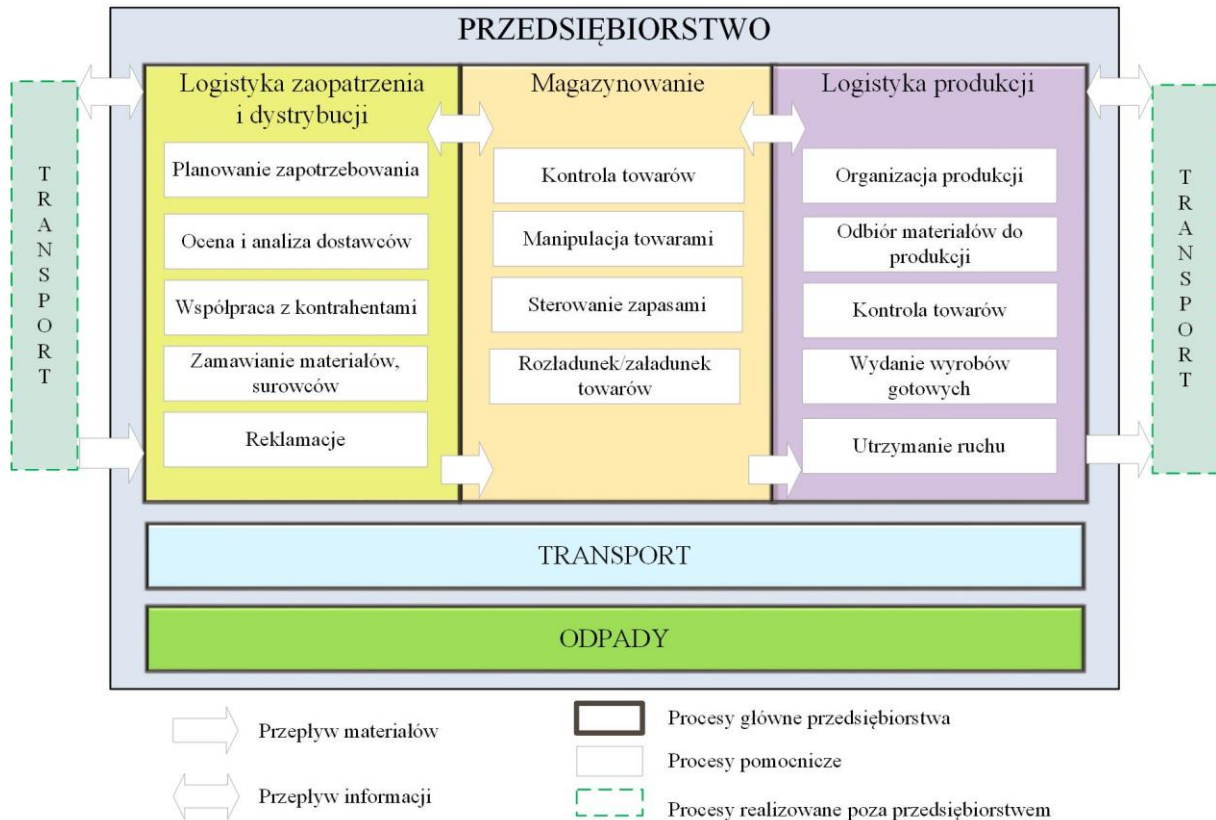 PRZEDSIĘBIORSTWO
T
R
A
N
S
P
O
R
T
Logistyka zaopatrzenia
i dystrybucji
Planowanie zapotrzebowania
Ocena i analiza dostawców
Współpraca z kontrahentami
Zamawianie materiałów,
surowców
Reklamacje
Magazynowanie
Kontrola towarów
Manipulacja towarami
Sterowanie zapasami
Rozładunek/załadunek
towarów
Logistyka produkcji
Organizacja produkcji
Odbiór materiałów do
produkcji
Kontrola towarów
Wydanie wyrobów
gotowych
Utrzymanie ruchu
T
R
A
N
S
P
O
R
T
TRANSPORT
ODPADY
Przepływ materiałów
Przepływ informacji
Procesy główne przedsiębiorstwa
Procesy pomocnicze
Procesy realizowane poza przedsiębiorstwem